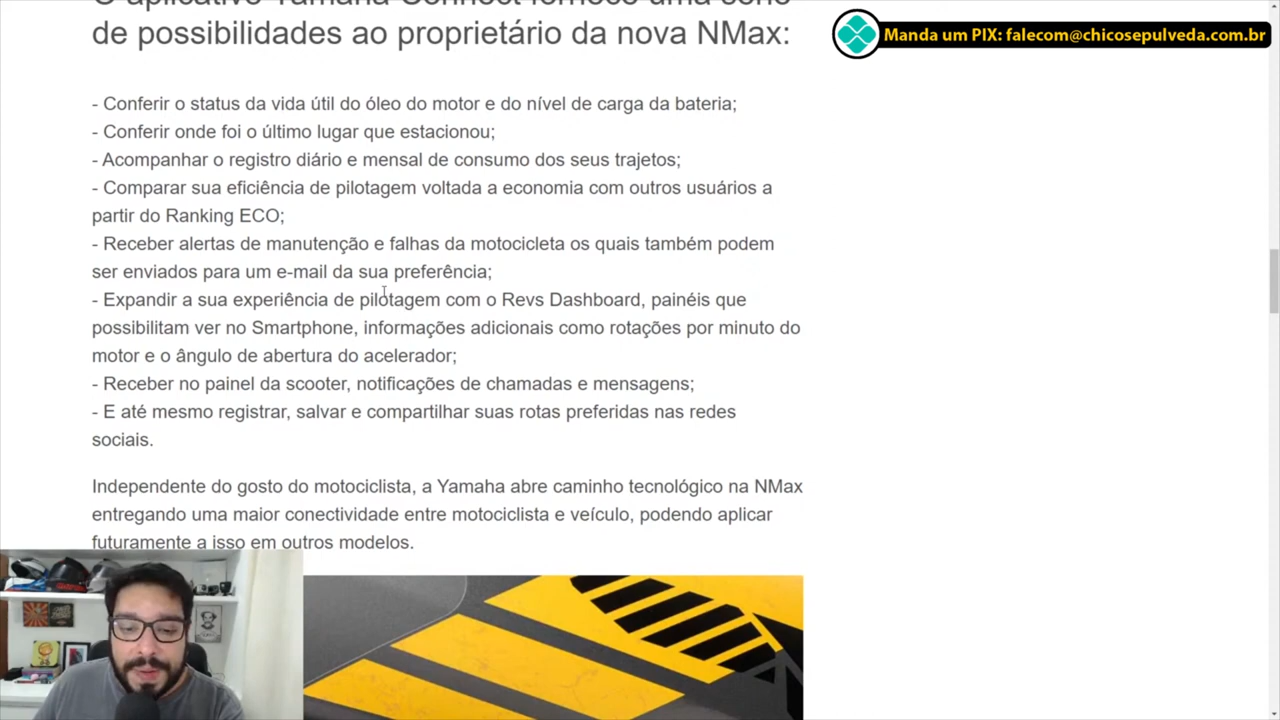 O aplicativo Yamaha Connect fornece uma série
de possibilidades ao proprietário da nova NMax:
Manda um PIX: falecom@chicosepulveda.com.br
- Conferir o status da vida útil do óleo do motor e do nível de carga da bateria;
- Conferir onde foi o último lugar que estacionou;
- Acompanhar o registro diário e mensal de consumo dos seus trajetos;
- Comparar sua eficiência de pilotagem voltada a economia com outros usuários a
partir do Ranking ECO;
- Receber alertas de manutenção e falhas da motocicleta os quais também podem
ser enviados para um e-mail da sua preferência;
- Expandir a sua experiência de pilotagem com o Revs Dashboard, painéis que
possibilitam ver no Smartphone, informações adicionais como rotações por minuto do
motor e o ângulo de abertura do acelerador;
- Receber no painel da scooter, notificações de chamadas e mensagens;
- E até mesmo registrar, salvar e compartilhar suas rotas preferidas nas redes
sociais.
Independente do gosto do motociclista, a Yamaha abre caminho tecnológico na NMax
entregando uma maior conectividade entre motociclista e veículo, podendo aplicar
futuramente a isso em outros modelos.